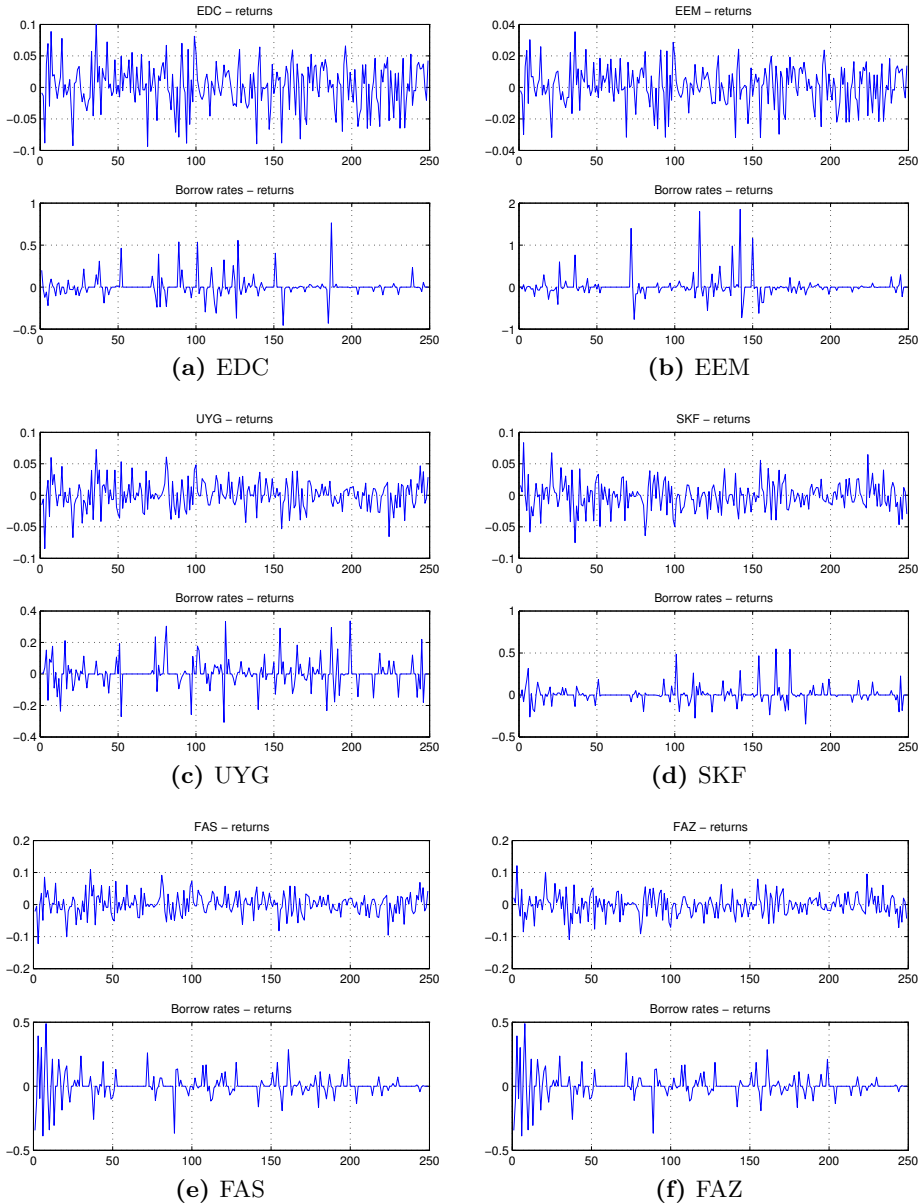 EDC − returns
0.1
0.05
0
−0.05
−0.1
0 50 100 150 200 250
Borrow rates − returns
1
0.5
0
−0.5
0 50 100 150 200 250
(a) EDC
EEM − returns
0.04
0.02
0
−0.02
−0.04
0 50 100 150 200 250
Borrow rates − returns
2
1
0
−1
0 50 100 150 200 250
(b) EEM
UYG − returns
0.1
0.05
0
−0.05
−0.1
0 50 100 150 200 250
Borrow rates − returns
0.4
0.2
0
−0.2
−0.4
0 50 100 150 200 250
(c) UYG
SKF − returns
0.1
0.05
0
−0.05
−0.1
0 50 100 150 200 250
Borrow rates − returns
1
0.5
0
−0.5
0 50 100 150 200 250
(d) SKF
FAS − returns
0.2
0.1
0
−0.1
−0.2
0 50 100 150 200 250
Borrow rates − returns
0.5
0
−0.5
0 50 100 150 200 250
(e) FAS
FAZ − returns
0.2
0.1
0
−0.1
−0.2
0 50 100 150 200 250
Borrow rates − returns
0.5
0
−0.5
0 50 100 150 200 250
(f) FAZ